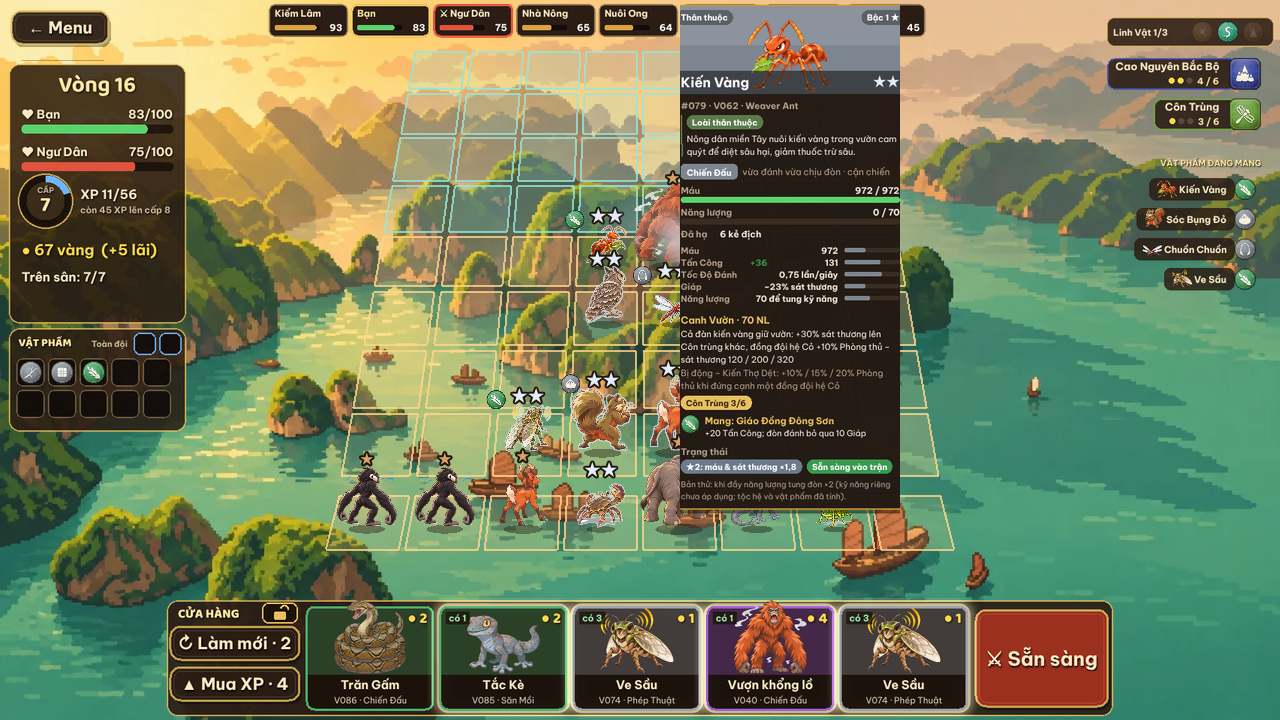 ← Menu
Kiểm Lâm
93
Bạn
83
⚔ Ngư Dân
75
Nhà Nông
65
Nuôi Ong
64
45
Vòng 16
♥ Bạn 83/100
♥ Ngư Dân 75/100
CẤP
7
XP 11/56
còn 45 XP lên cấp 8
● 67 vàng (+5 lãi)
Trên sân: 7/7
VẬT PHẨM
Toàn đội
Thân thuộc
Bậc 1 ★
Kiến Vàng ★★
#079 · V062 · Weaver Ant
Loài thân thuộc
Nông dân miền Tây nuôi kiến vàng trong vườn cam
quýt để diệt sâu hại, giảm thuốc trừ sâu.
Chiến Đấu vừa đánh vừa chịu đòn · cận chiến
Máu 972 / 972
Năng lượng 0 / 70
Đã hạ 6 kẻ địch
Máu 972
Tấn Công +36 131
Tốc Độ Đánh 0,75 lần/giây
Giáp −23% sát thương
Năng lượng 70 để tung kỹ năng
Canh Vườn · 70 NL
Cả đàn kiến vàng giữ vườn: +30% sát thương lên
Côn Trùng khác, đồng đội hệ Cỏ +10% Phòng thủ –
sát thương 120 / 200 / 320
Bị động – Kiến Thợ Dệt: +10% / 15% / 20% Phòng
thủ khi đứng cạnh một đồng đội hệ Cỏ
Côn Trùng 3/6
Mang: Giáo Đồng Đông Sơn
+20 Tấn Công; đòn đánh bỏ qua 10 Giáp
Trạng thái
★2: máu & sát thương ×1,8
Sẵn sàng vào trận
Bản thử: khi đầy năng lượng tung đòn ×2 (kỹ năng riêng
chưa áp dụng; tộc hệ và vật phẩm đã tính).
Linh Vật 1/3
S
Cao Nguyên Bắc Bộ
4 / 6
Côn Trùng
3 / 6
VẬT PHẨM ĐANG MANG
Kiến Vàng
Sóc Bụng Đỏ
Chuồn Chuồn
Ve Sầu
CỬA HÀNG
↻ Làm mới · 2
▲ Mua XP · 4
● 2
Trăn Gấm
V086 · Chiến Đấu
có 1
● 2
Tắc Kè
V085 · Săn Mồi
có 3
● 1
Ve Sầu
V074 · Phép Thuật
có 1
● 4
Vượn khổng lồ
V040 · Chiến Đấu
có 3
● 1
Ve Sầu
V074 · Phép Thuật
⚔ Sẵn sàng